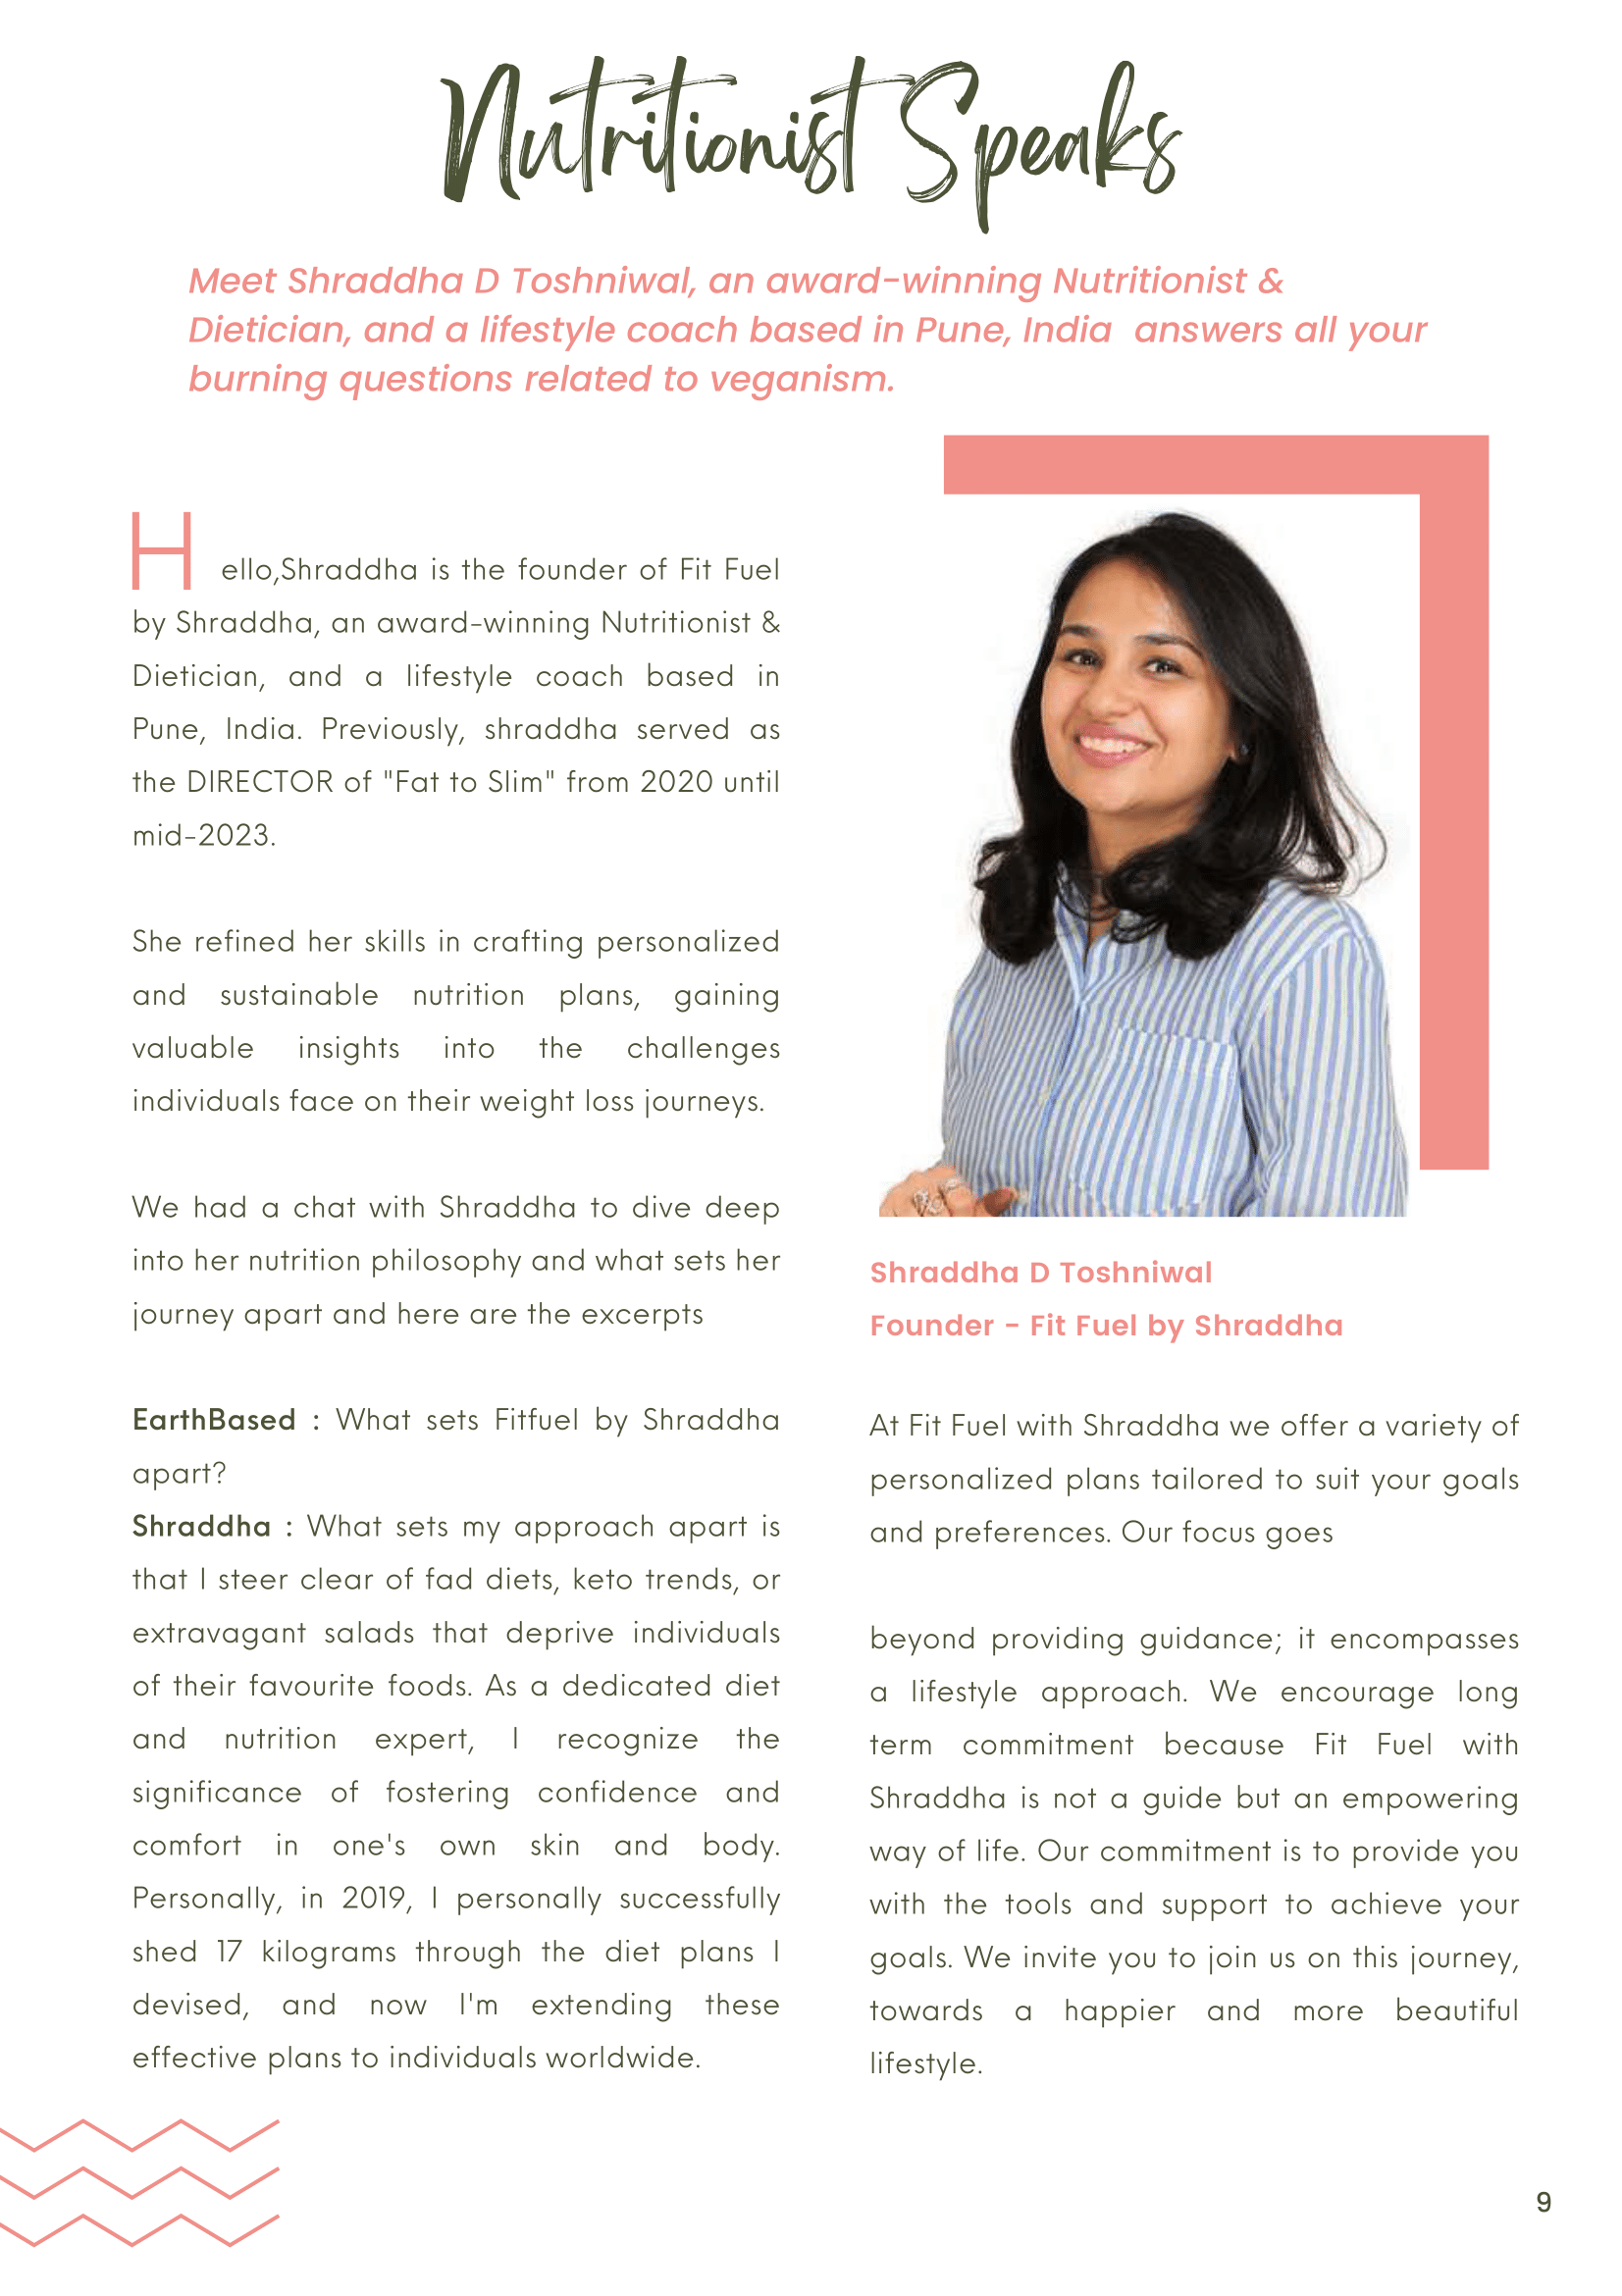 Nutritionist Speaks
Meet Shraddha D Toshniwal, an award-winning Nutritionist &
Dietician, and a lifestyle coach based in Pune, India  answers all your
burning questions related to veganism.
Hello,Shraddha is the founder of Fit Fuel
by Shraddha, an award-winning Nutritionist &
Dietician, and a lifestyle coach based in
Pune, India. Previously, shraddha served as
the DIRECTOR of "Fat to Slim" from 2020 until
mid-2023.
She refined her skills in crafting personalized
and sustainable nutrition plans, gaining
valuable insights into the challenges
individuals face on their weight loss journeys.
We had a chat with Shraddha to dive deep
into her nutrition philosophy and what sets her
journey apart and here are the excerpts
EarthBased : What sets Fitfuel by Shraddha
apart?
Shraddha : What sets my approach apart is
that I steer clear of fad diets, keto trends, or
extravagant salads that deprive individuals
of their favourite foods. As a dedicated diet
and nutrition expert, I recognize the
significance of fostering confidence and
comfort in one's own skin and body.
Personally, in 2019, I personally successfully
shed 17 kilograms through the diet plans I
devised, and now I'm extending these
effective plans to individuals worldwide.
Shraddha D Toshniwal
Founder - Fit Fuel by Shraddha
At Fit Fuel with Shraddha we offer a variety of
personalized plans tailored to suit your goals
and preferences. Our focus goes
beyond providing guidance; it encompasses
a lifestyle approach. We encourage long
term commitment because Fit Fuel with
Shraddha is not a guide but an empowering
way of life. Our commitment is to provide you
with the tools and support to achieve your
goals. We invite you to join us on this journey,
towards a happier and more beautiful
lifestyle.
9